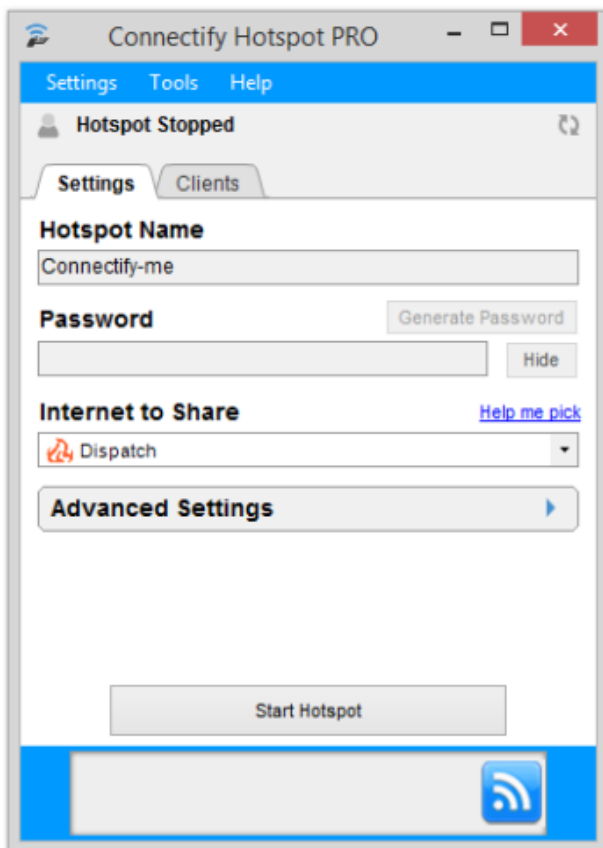 Connectify Hotspot PRO
Settings Tools Help
Hotspot Stopped
Settings Clients
Hotspot Name
Connectify-me
Password Generate Password
Hide
Internet to Share Help me pick
Dispatch
Advanced Settings
Start Hotspot